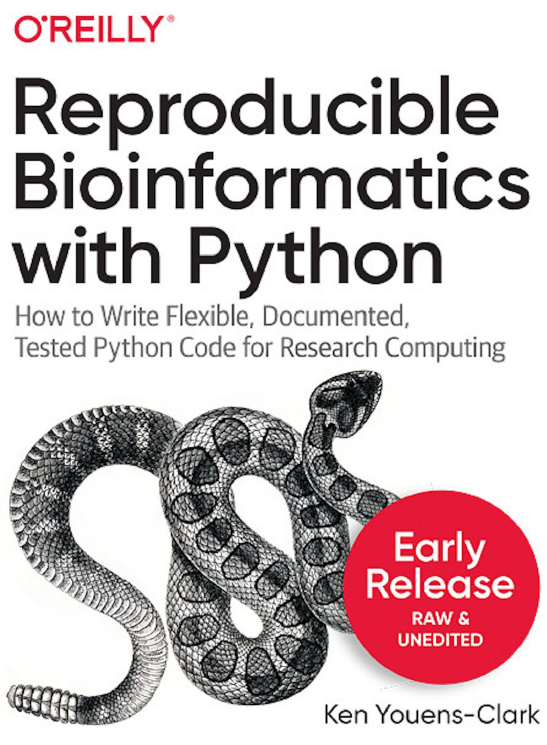 O'REILLY®
Reproducible
Bioinformatics
with Python
How to Write Flexible, Documented,
Tested Python Code for Research Computing
Early
Release
RAW &
UNEDITED
Ken Youens-Clark